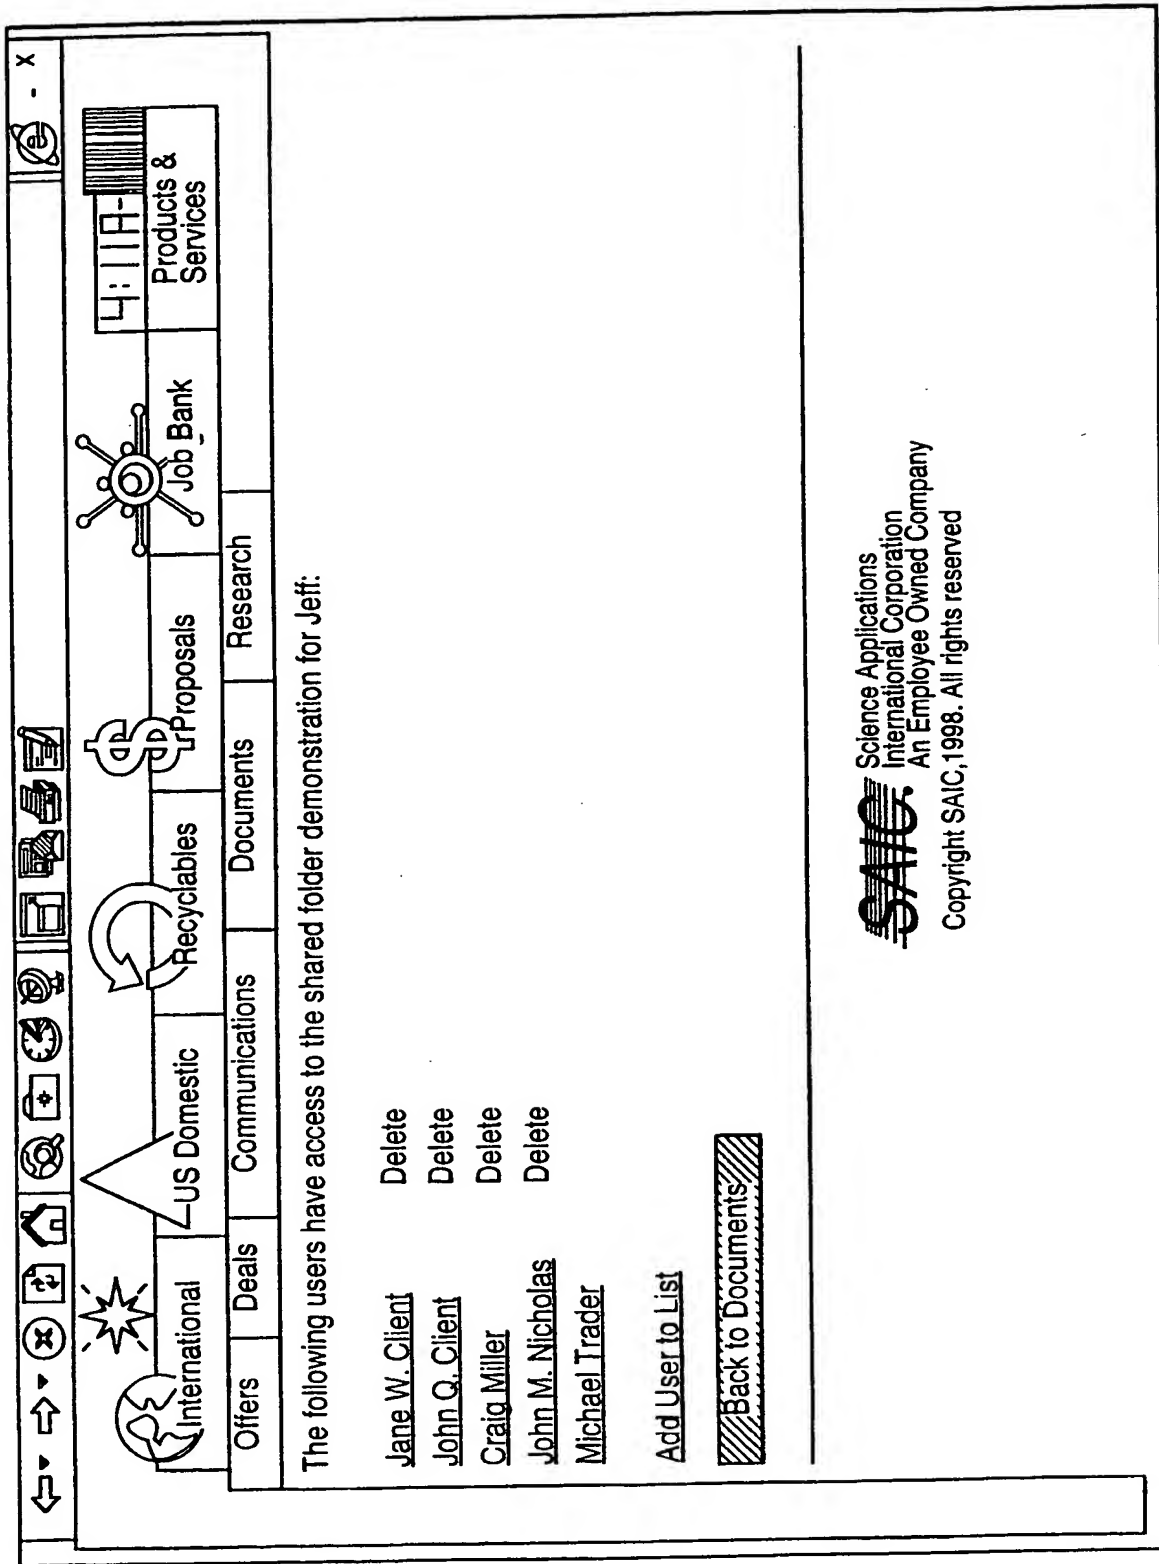 - X
4:11A-
International
US Domestic
Recyclables
Proposals
Job Bank
Products &
Services
Offers
Deals
Communications
Documents
Research
The following users have access to the shared folder demonstration for Jeff:
Jane W. Client Delete
John Q. Client Delete
Craig Miller Delete
John M. Nicholas Delete
Michael Trader
Add User to List
Back to Documents
SAIC. Science Applications
International Corporation
An Employee Owned Company
Copyright SAIC,1998. All rights reserved